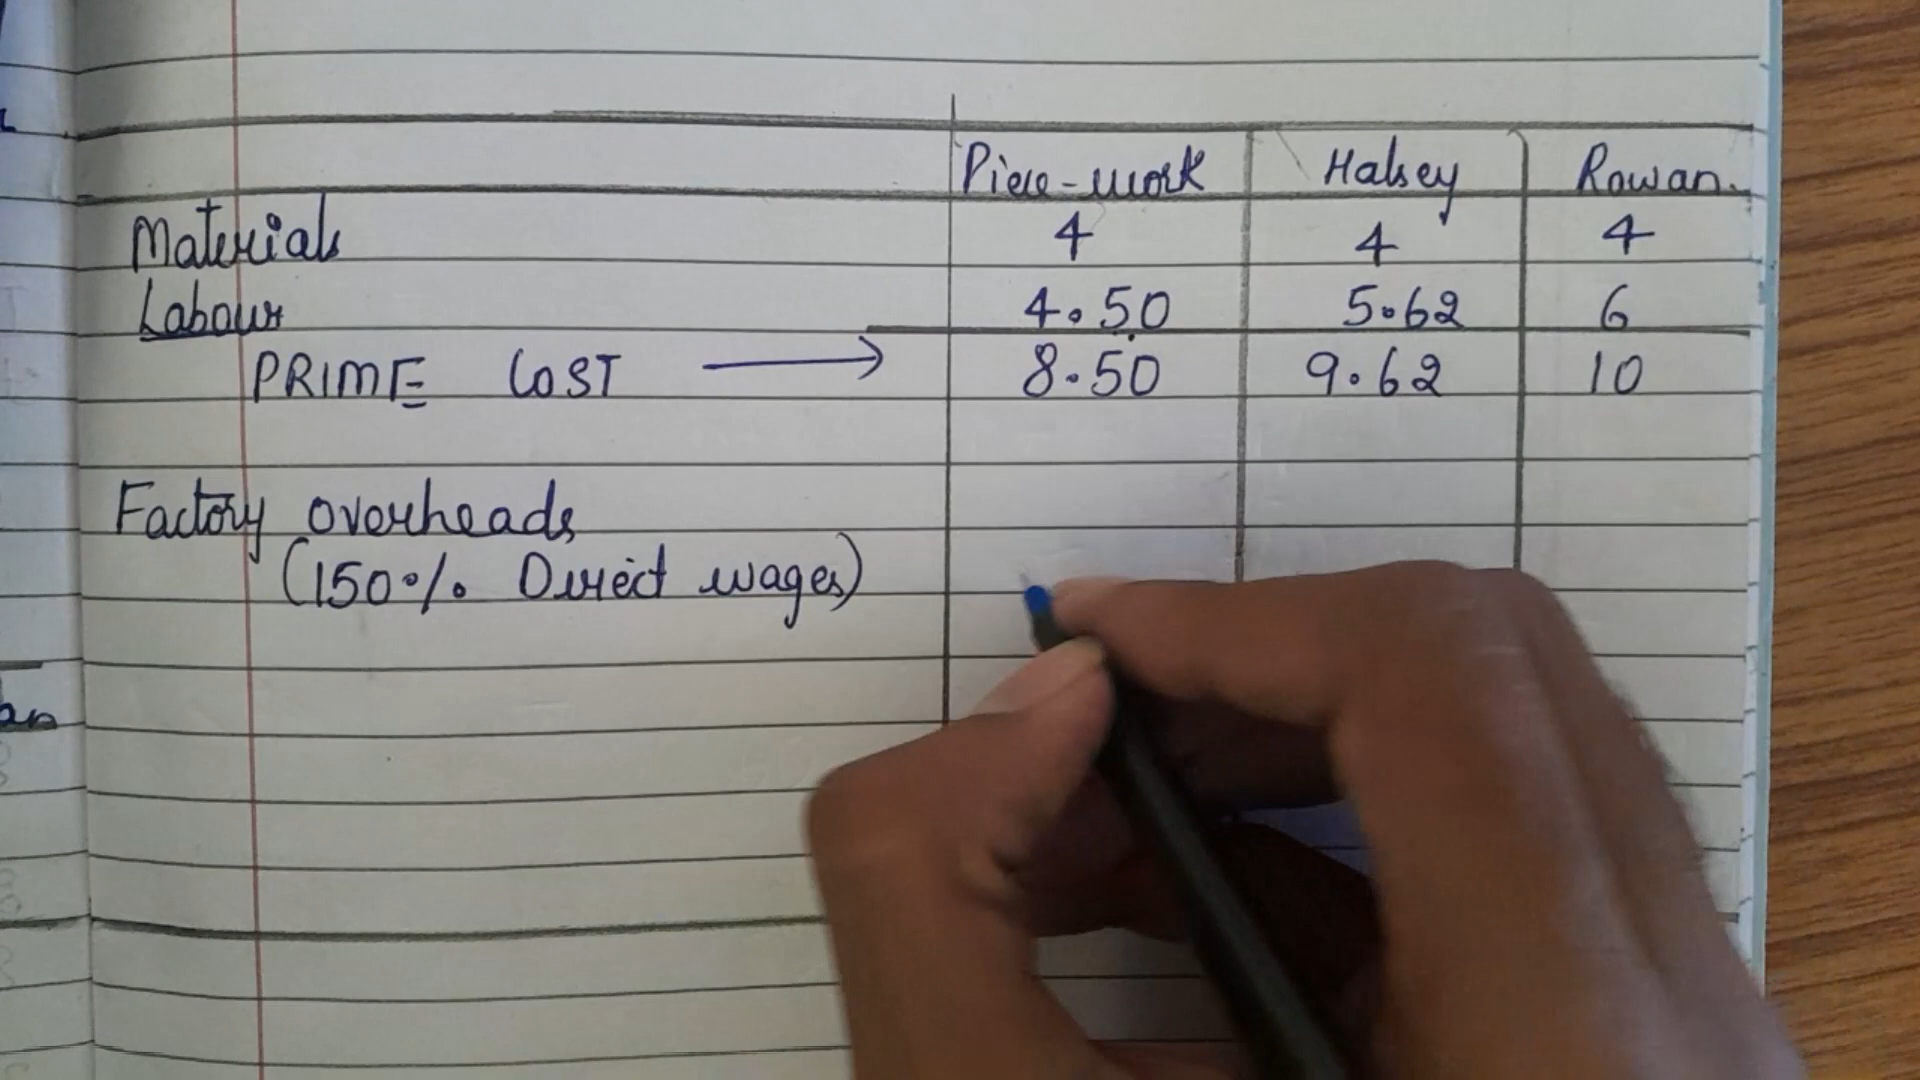 Piece-work Halsey Rowan.
Materials 4 4 4
Labour 4.50 5.62 6
PRIME COST → 8.50 9.62 10
Factory overheads
(150% Direct wages)